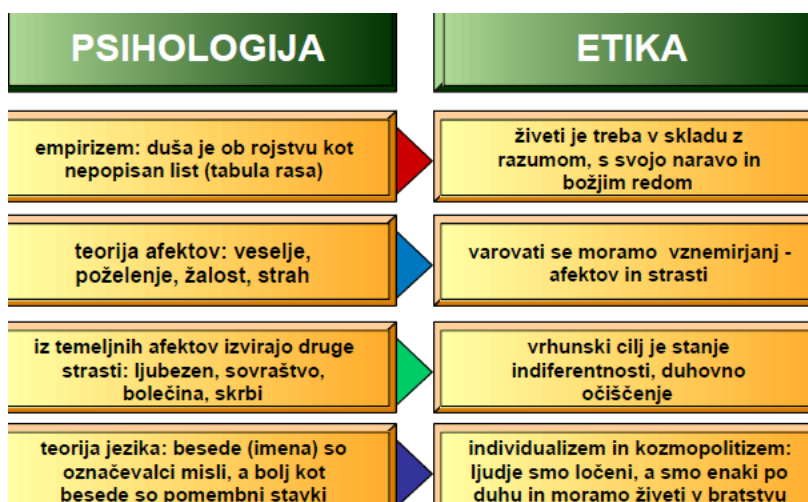 PSIHOLOGIJA
ETIKA
empirizem: duša je ob rojstvu kot
nepopisan list (tabula rasa)
živeti je treba v skladu z
razumom, s svojo naravo in
božjim redom
teorija afektov: veselje,
poželenje, žalost, strah
varovati se moramo vznemirjanj -
afektov in strasti
iz temeljnih afektov izvirajo druge
strasti: ljubezen, sovraštvo,
bolečina, skrbi
vrhunski cilj je stanje
indiferentnosti, duhovno
očiščenje
teorija jezika: besede (imena) so
označevalci misli, a bolj kot
besede so pomembni stavki
individualizem in kozmopolitizem:
ljudje smo ločeni, a smo enaki po
duhu in moramo živeti v bratstvu